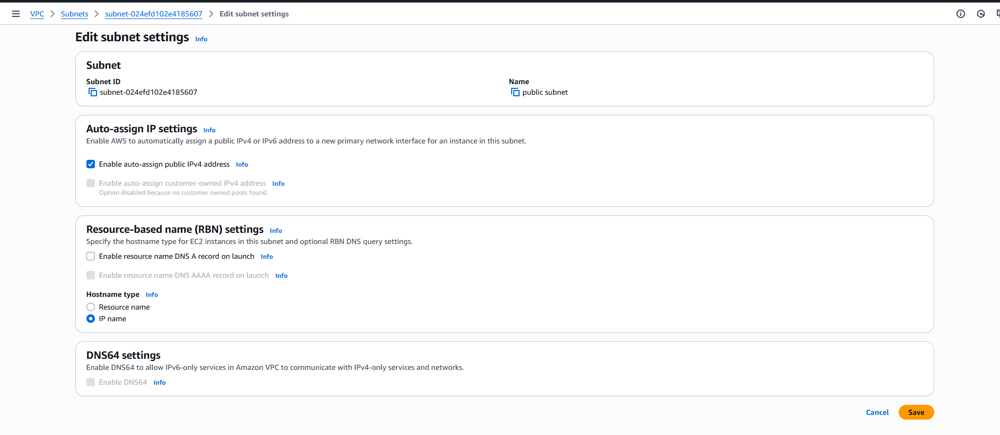 VPC > Subnets > subnet-024efd102e4185607 > Edit subnet settings
Edit subnet settings Info
Subnet
Subnet ID
subnet-024efd102e4185607
Name
public subnet
Auto-assign IP settings Info
Enable AWS to automatically assign a public IPv4 or IPv6 address to a new primary network interface for an instance in this subnet.
Enable auto-assign public IPv4 address Info
Enable auto-assign customer-owned IPv4 address Info
Option disabled because no customer owned pools found.
Resource-based name (RBN) settings Info
Specify the hostname type for EC2 instances in this subnet and optional RBN DNS query settings.
Enable resource name DNS A record on launch Info
Enable resource name DNS AAAA record on launch Info
Hostname type Info
Resource name
IP name
DNS64 settings
Enable DNS64 to allow IPv6-only services in Amazon VPC to communicate with IPv4-only services and networks.
Enable DNS64 Info
Cancel Save